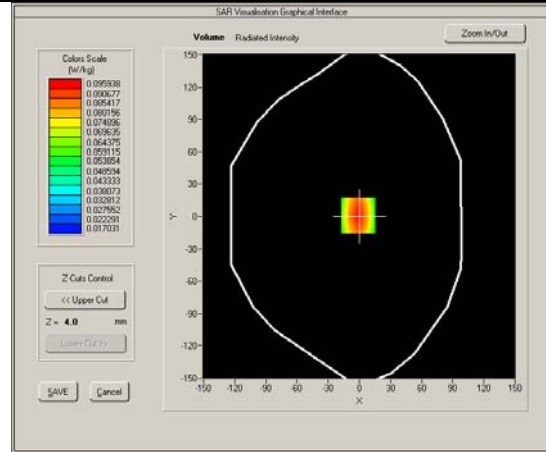 SAR Visualisation Graphical Interface
Volume Radiated Intensity
Zoom In/Out
Colors Scale
(W/kg)
0.095938
0.090677
0.085417
0.080156
0.074896
0.069635
0.064375
0.059115
0.053854
0.048594
0.043333
0.038073
0.032812
0.027552
0.022291
0.017031
Z Cuts Control
<< Upper Cut
Z = 4.0 mm
Lower Cut >>
SAVE Cancel
150-
120-
90-
60-
30-
0-
-30-
-60-
-90-
-120-
-150-
Y
-150 -120 -90 -60 -30 0 30 60 90 120 150
X